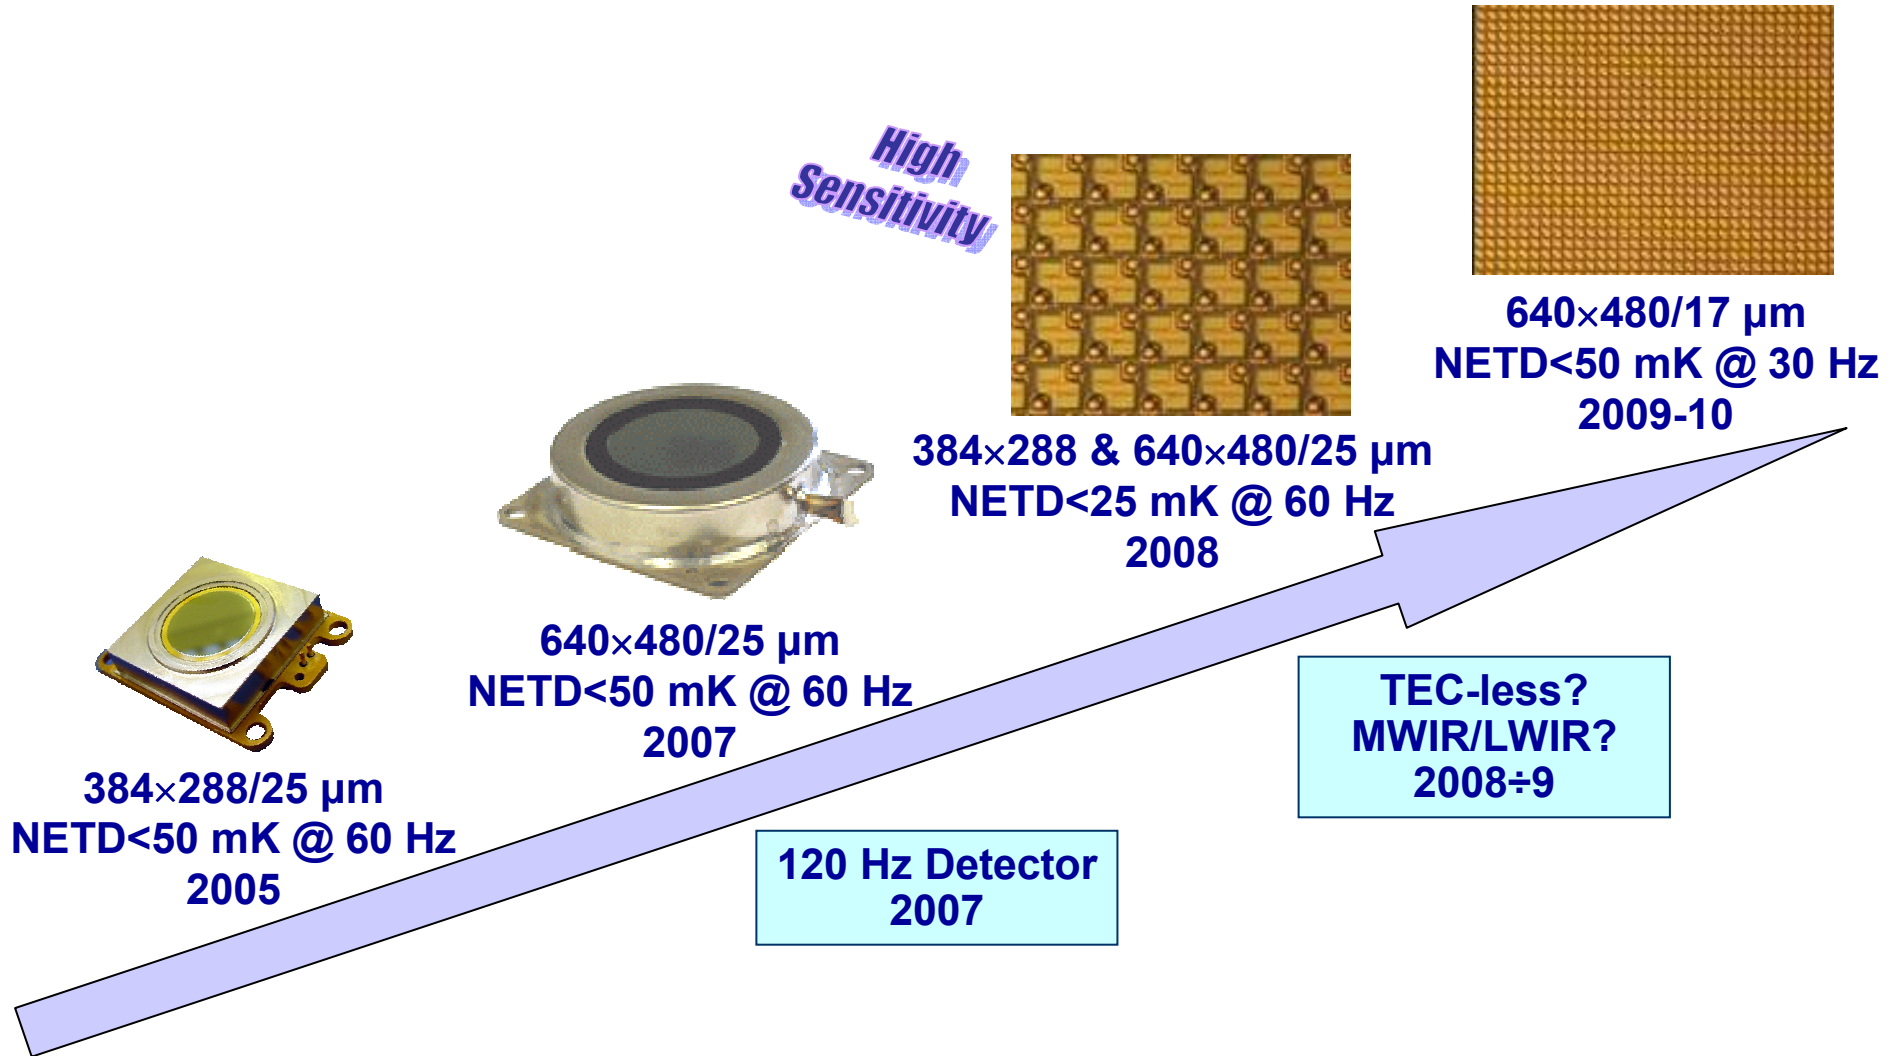 High
Sensitivity
640×480/17 µm
NETD<50 mK @ 30 Hz
2009-10
384×288 & 640×480/25 µm
NETD<25 mK @ 60 Hz
2008
640×480/25 µm
NETD<50 mK @ 60 Hz
2007
384×288/25 µm
NETD<50 mK @ 60 Hz
2005
TEC-less?
MWIR/LWIR?
2008÷9
120 Hz Detector
2007